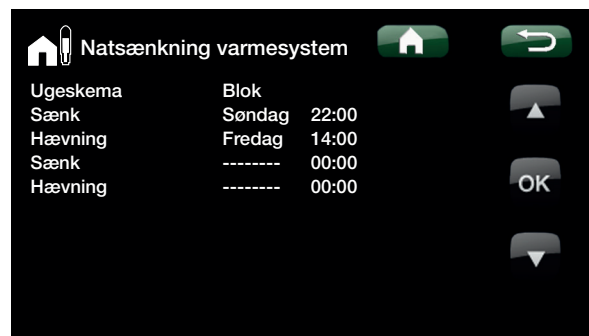 Natsænkning varmesystem
Ugeskema Blok
Sænk Søndag 22:00
Hævning Fredag 14:00
Sænk -------- 00:00
Hævning -------- 00:00
OK